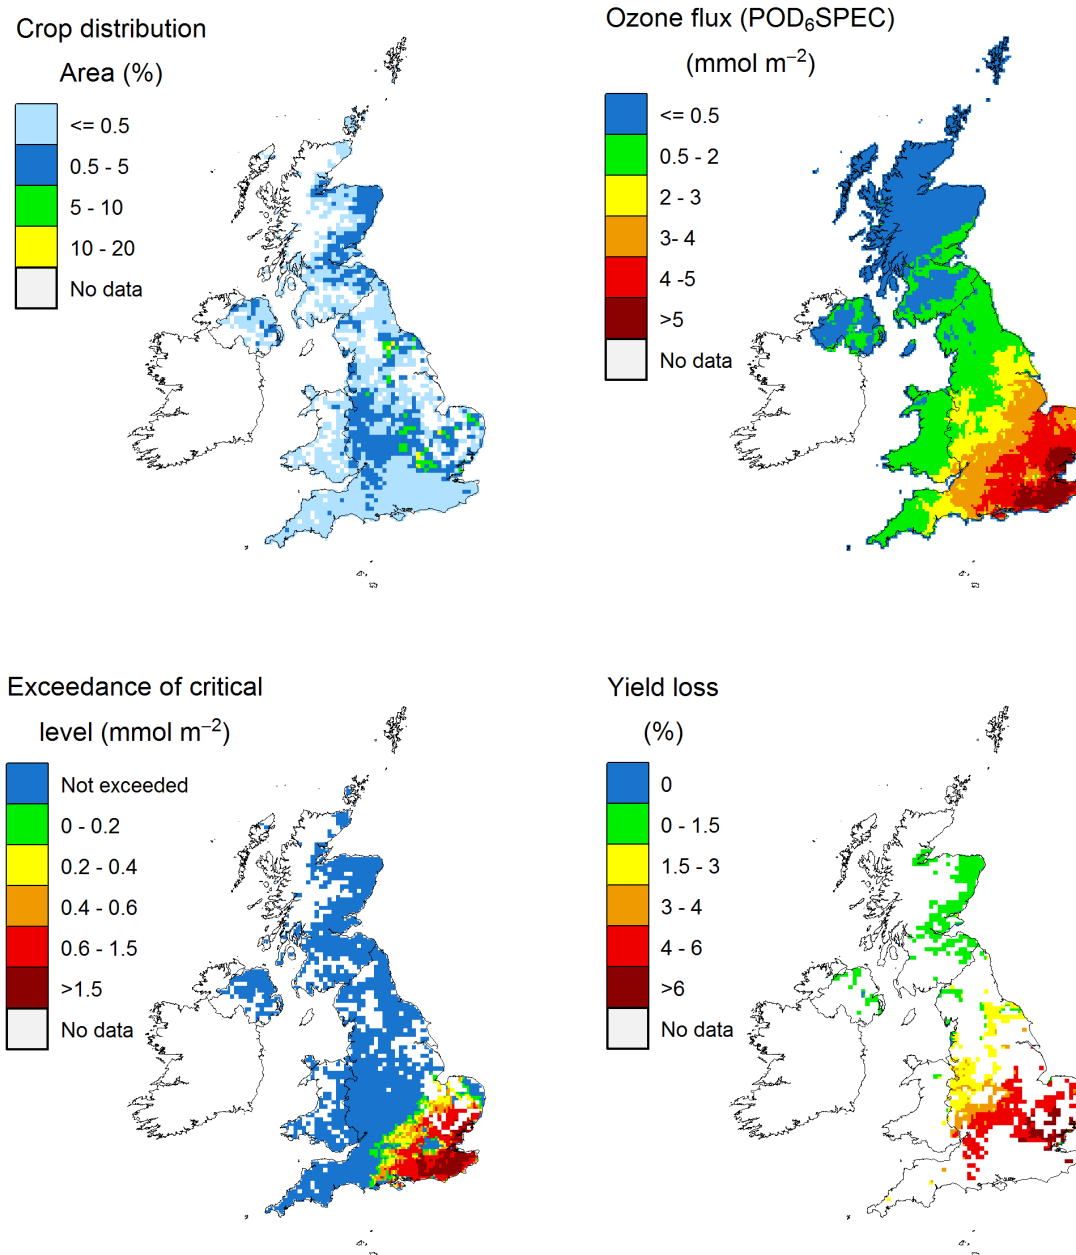 Crop distribution
Area (%)
<= 0.5
0.5 - 5
5 - 10
10 - 20
No data
Ozone flux (POD₆SPEC)
(mmol m⁻²)
<= 0.5
0.5 - 2
2 - 3
3- 4
4 -5
>5
No data
Exceedance of critical
level (mmol m⁻²)
Not exceeded
0 - 0.2
0.2 - 0.4
0.4 - 0.6
0.6 - 1.5
>1.5
No data
Yield loss
(%)
0
0 - 1.5
1.5 - 3
3 - 4
4 - 6
>6
No data